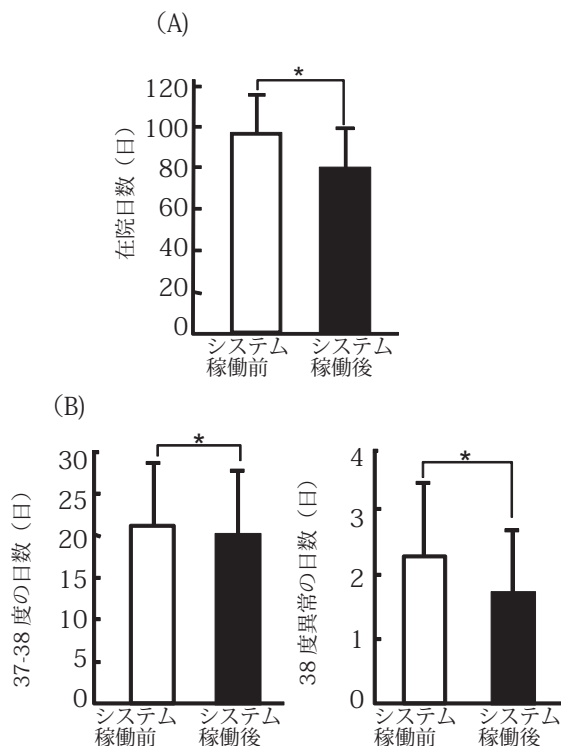 (A)
*
在院日数（日）
120
100
80
60
40
20
0
システム
稼働前
システム
稼働後
(B)
*
37-38 度の日数（日）
30
25
20
15
10
5
0
システム
稼働前
システム
稼働後
*
38 度異常の日数（日）
4
3
2
1
0
システム
稼働前
システム
稼働後